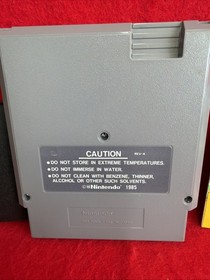 CAUTION
REV-A
● DO NOT STORE IN EXTREME TEMPERATURES.
● DO NOT IMMERSE IN WATER.
● DO NOT CLEAN WITH BENZENE, THINNER,
ALCOHOL OR OTHER SUCH SOLVENTS.
Nintendo 1985